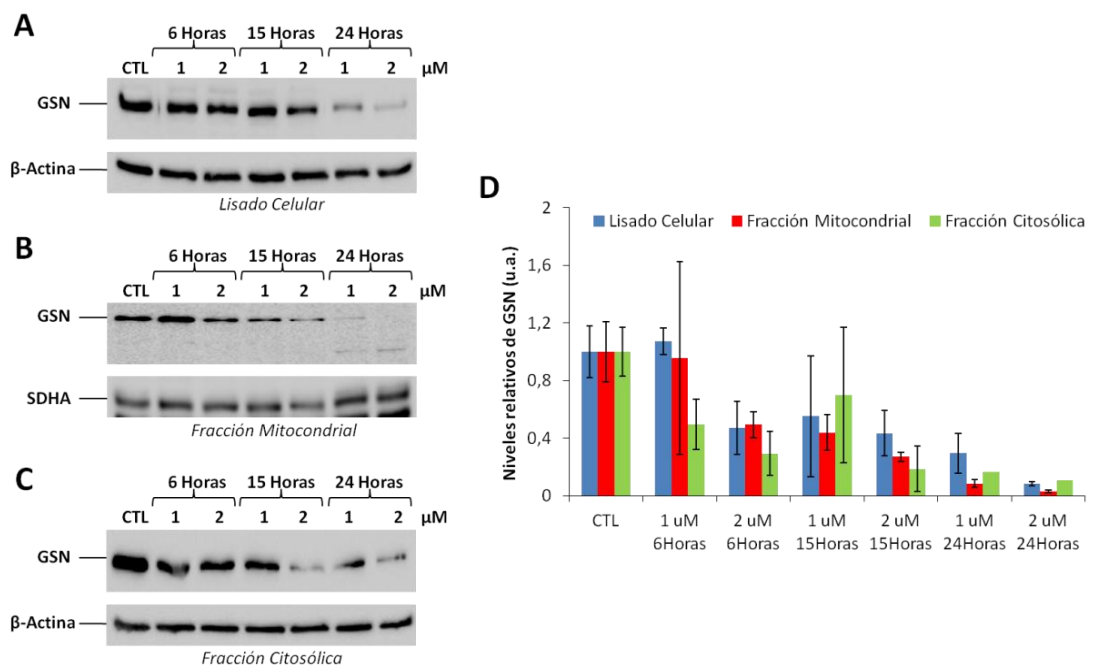 A
6 Horas 15 Horas 24 Horas
CTL 1 2 1 2 1 2 µM
GSN
β-Actina
Lisado Celular
B
6 Horas 15 Horas 24 Horas
CTL 1 2 1 2 1 2 µM
GSN
SDHA
Fracción Mitocondrial
C
6 Horas 15 Horas 24 Horas
CTL 1 2 1 2 1 2 µM
GSN
β-Actina
Fracción Citosólica
D
Niveles relativos de GSN (u.a.)
2
Lisado Celular Fracción Mitocondrial Fracción Citosólica
1,6
1,2
0,8
0,4
0
CTL 1 uM 2 uM 1 uM 2 uM 1 uM 2 uM
6Horas 6Horas 15Horas 15Horas 24Horas 24Horas